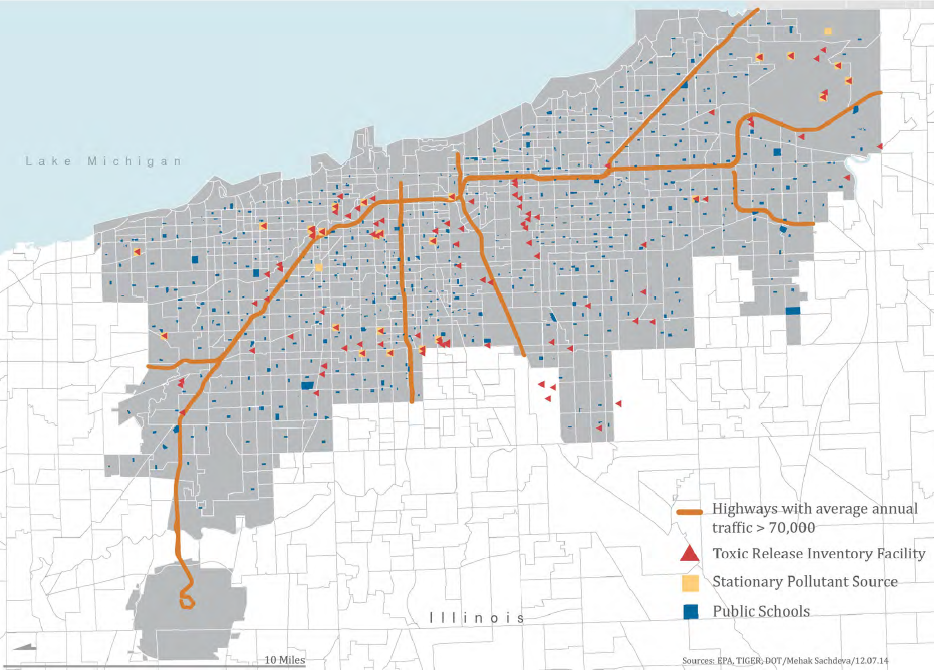 Lake Michigan
Highways with average annual
traffic > 70,000
Toxic Release Inventory Facility
Stationary Pollutant Source
Public Schools
Illinois
10 Miles
Sources: EPA, TIGER; DOT/Mehak Sachdeva/12.07.14